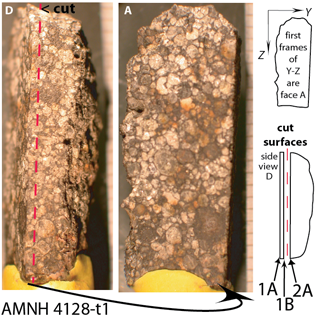 D
< cut
A
Y
Z
first
frames
of
Y-Z
are
face A
cut
surfaces
side
view
D
1A
1B
2A
AMNH 4128-t1